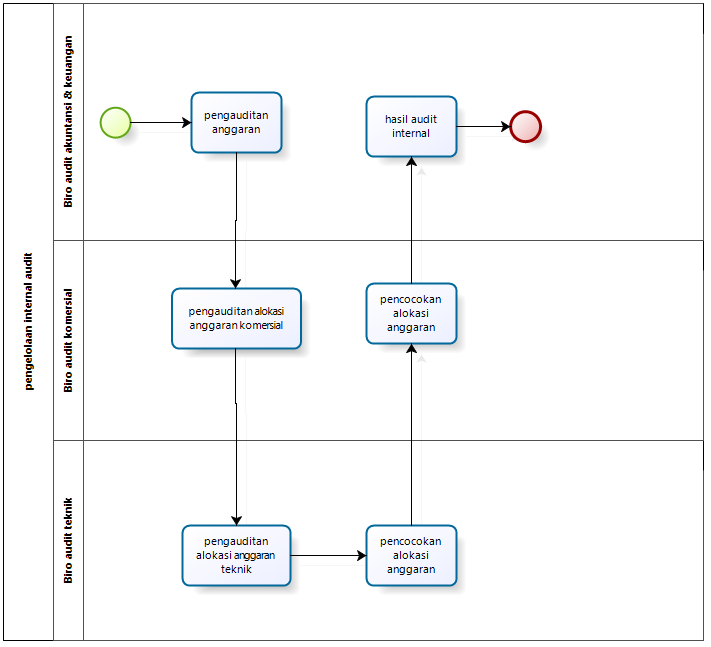 pengelolaan internal audit
Biro audit akuntansi & keuangan
pengauditan
anggaran
hasil audit
internal
Biro audit komersial
pengauditan alokasi
anggaran komersial
pencocokan
alokasi
anggaran
Biro audit teknik
pengauditan
alokasi anggaran
teknik
pencocokan
alokasi
anggaran